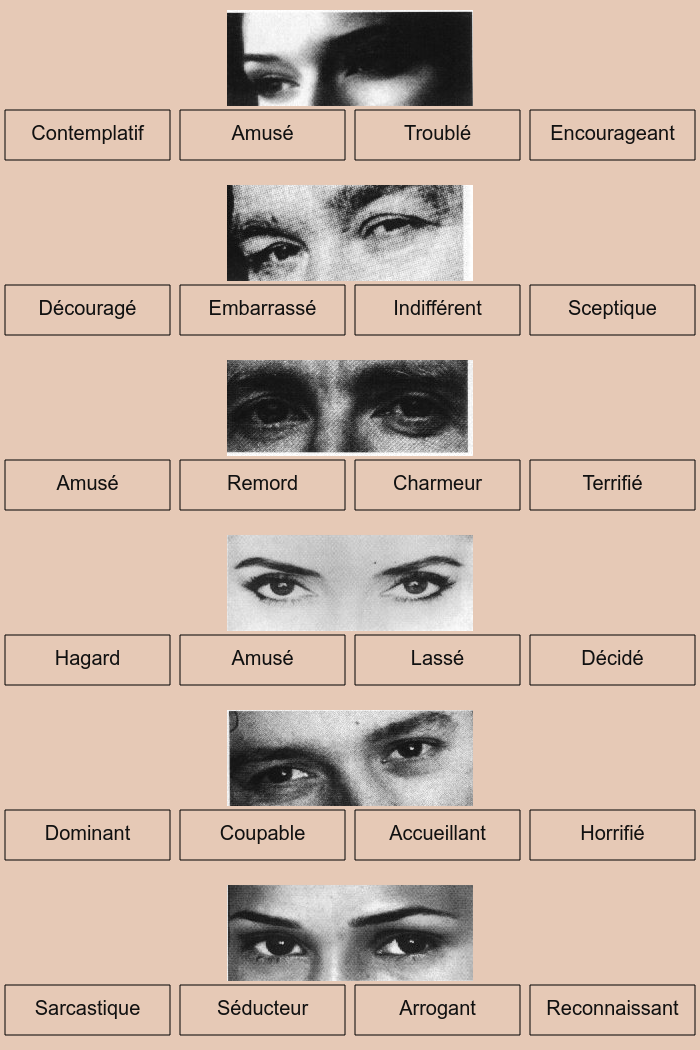 Contemplatif Amusé Troublé Encourageant
Découragé Embarrassé Indifférent Sceptique
Amusé Remord Charmeur Terrifié
Hagard Amusé Lassé Décidé
Dominant Coupable Accueillant Horrifié
Sarcastique Séducteur Arrogant Reconnaissant